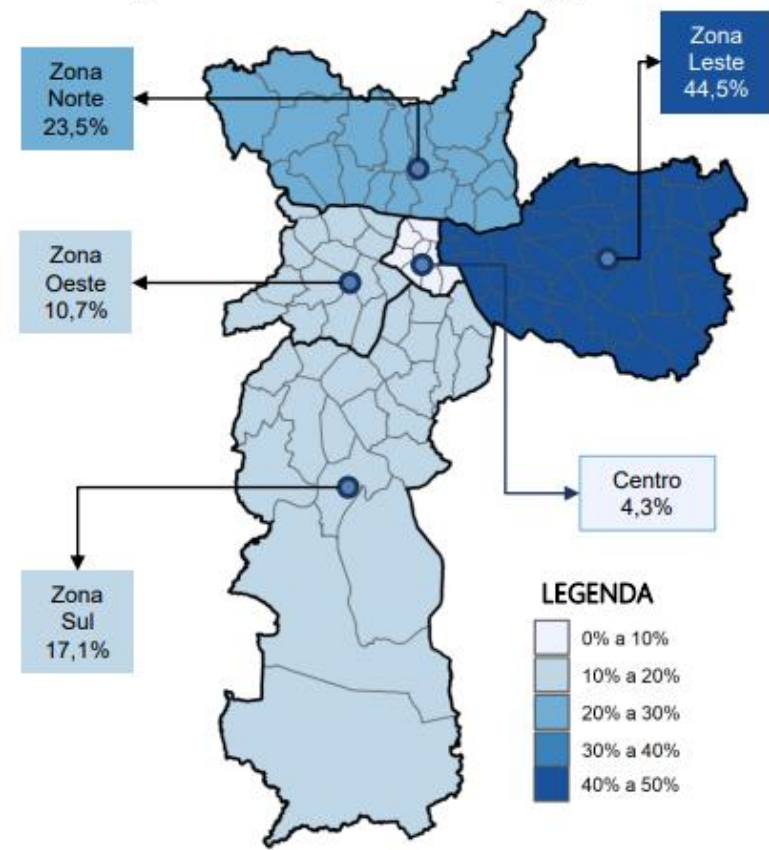 Zona
Norte
23,5%
Zona
Leste
44,5%
Zona
Oeste
10,7%
Centro
4,3%
Zona
Sul
17,1%
LEGENDA
0% a 10%
10% a 20%
20% a 30%
30% a 40%
40% a 50%